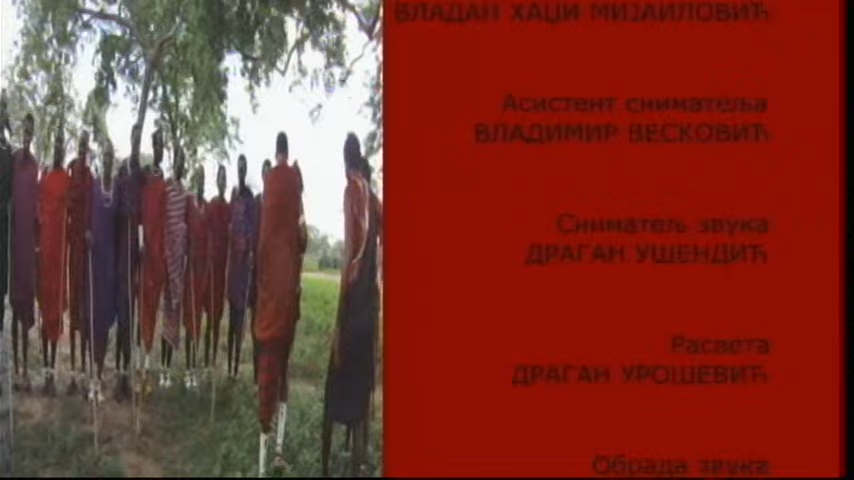 ВЛАДАН ХАЏИ МИЈАИЛОВИЋ
Асистент сниматеља
ВЛАДИМИР ВЕСКОВИЋ
Сниматељ звука
ДРАГАН УШЕНДИЋ
Расвета
ДРАГАН УРОШЕВИЋ
Обрада звука